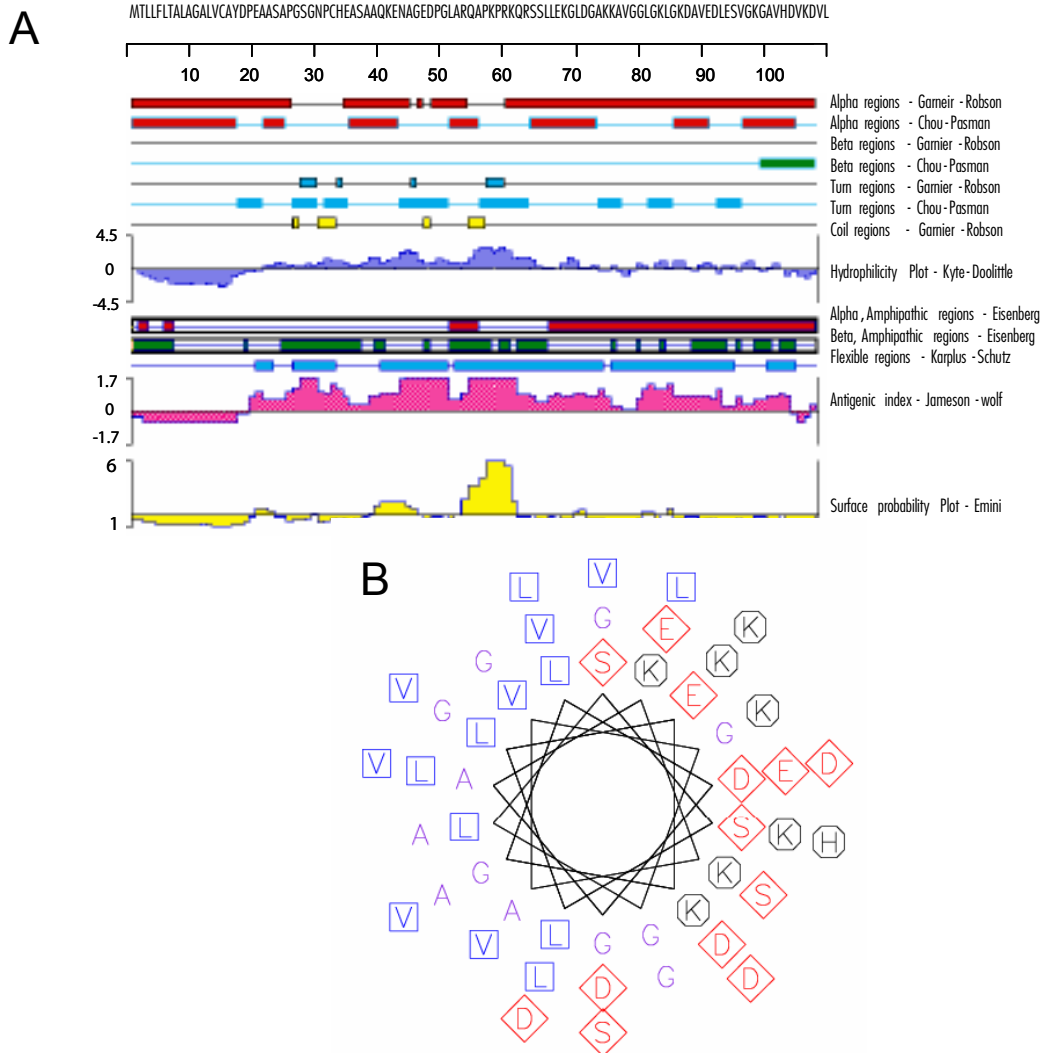 A
MTLLFLTALAGALVCAYDPEAASAPGSGNPCHEASAAQKENAGEDPGLARQAPKPRKQRSSLLEKGLDGAKKAVGGLGKLGKDAVEDLESVGKGAVHDVKDVL
10 20 30 40 50 60 70 80 90 100
Alpha regions - Garneir -Robson
Alpha regions - Chou-Pasman
Beta regions - Garnier -Robson
Beta regions - Chou-Pasman
Turn regions - Garnier -Robson
Turn regions - Chou-Pasman
Coil regions - Garnier -Robson
4.5
0
-4.5
Hydrophilicity Plot - Kyte-Doolittle
Alpha, Amphipathic regions - Eisenberg
Beta, Amphipathic regions - Eisenberg
Flexible regions - Karplus - Schutz
1.7
0
-1.7
Antigenic index - Jameson -wolf
6
1
Surface probability Plot - Emini
B
V
L L
G
V E K
G S K
L K
V V E
G K
L G
V L A D E D
A L S K H
G K
A S
V A K
V L G G D
L D G D
D S